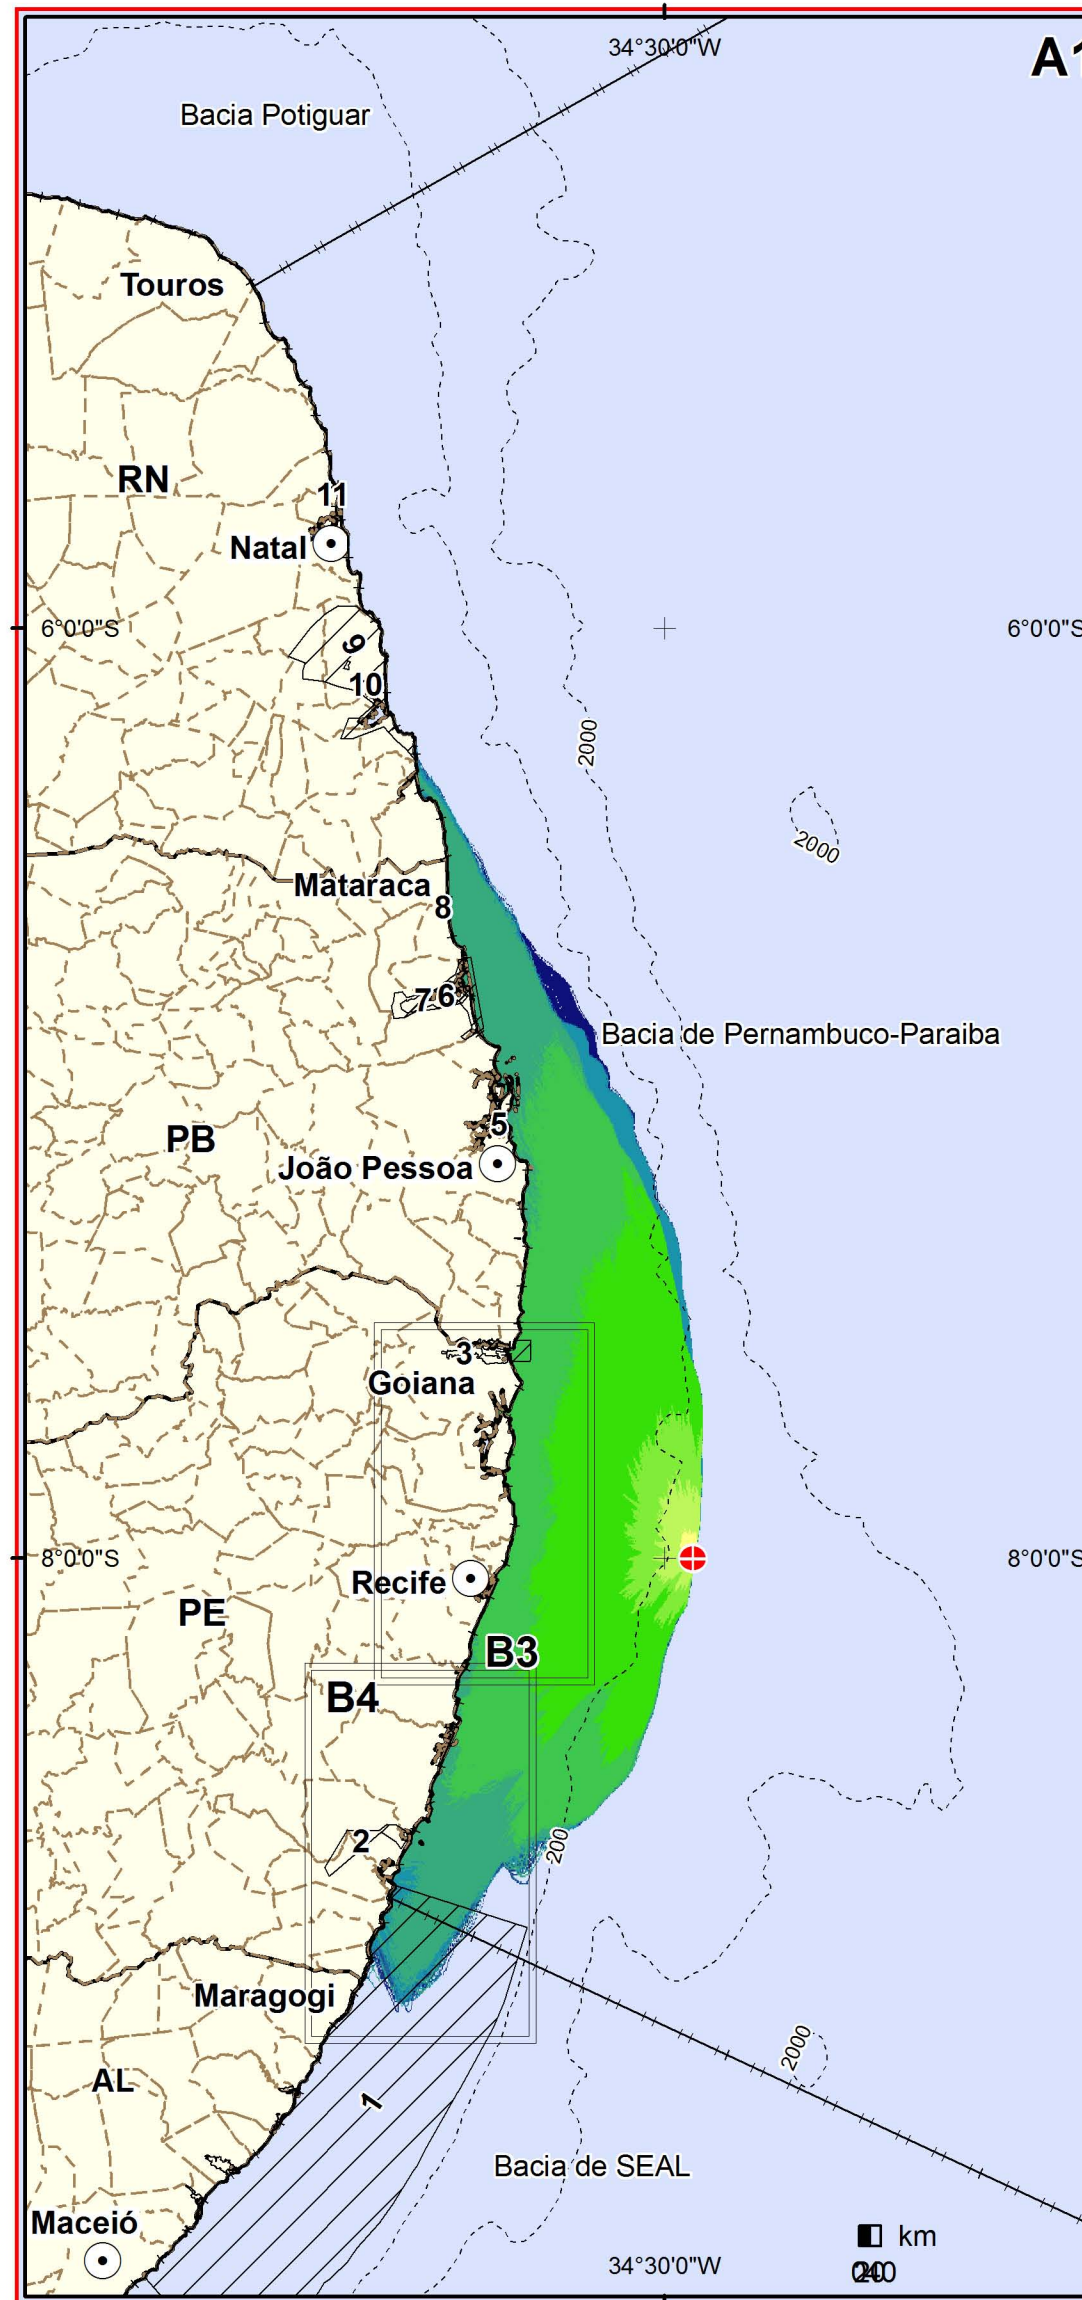 34°30'0"W
A1
Bacia Potiguar
Touros
RN
11
Natal
6°0'0"S
6°0'0"S
9
10
2000
2000
Mataraca
8
7
6
Bacia de Pernambuco-Paraiba
5
PB
João Pessoa
3
Goiana
8°0'0"S
8°0'0"S
Recife
PE
B3
B4
2
200
Maragogi
2000
AL
1
Bacia de SEAL
Maceió
km
34°30'0"W